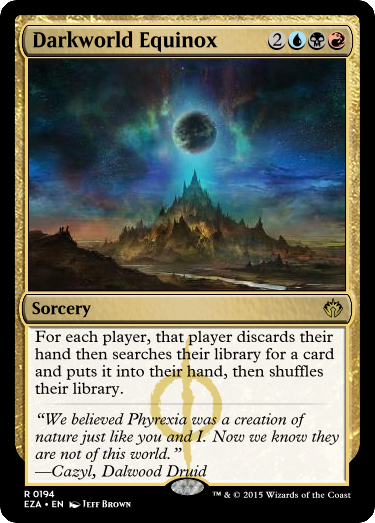 Darkworld Equinox 2
Sorcery
For each player, that player discards their
hand then searches their library for a card
and puts it into their hand, then shuffles
their library.
“We believed Phyrexia was a creation of
nature just like you and I. Now we know they
are not of this world.”
—Cazyl, Dalwood Druid
R 0194
EZA • EN Jeff Brown
™ & © 2015 Wizards of the Coast